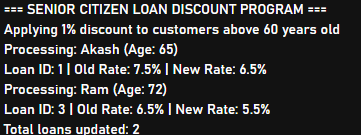 === SENIOR CITIZEN LOAN DISCOUNT PROGRAM ===
Applying 1% discount to customers above 60 years old
Processing: Akash (Age: 65)
Loan ID: 1 | Old Rate: 7.5% | New Rate: 6.5%
Processing: Ram (Age: 72)
Loan ID: 3 | Old Rate: 6.5% | New Rate: 5.5%
Total loans updated: 2